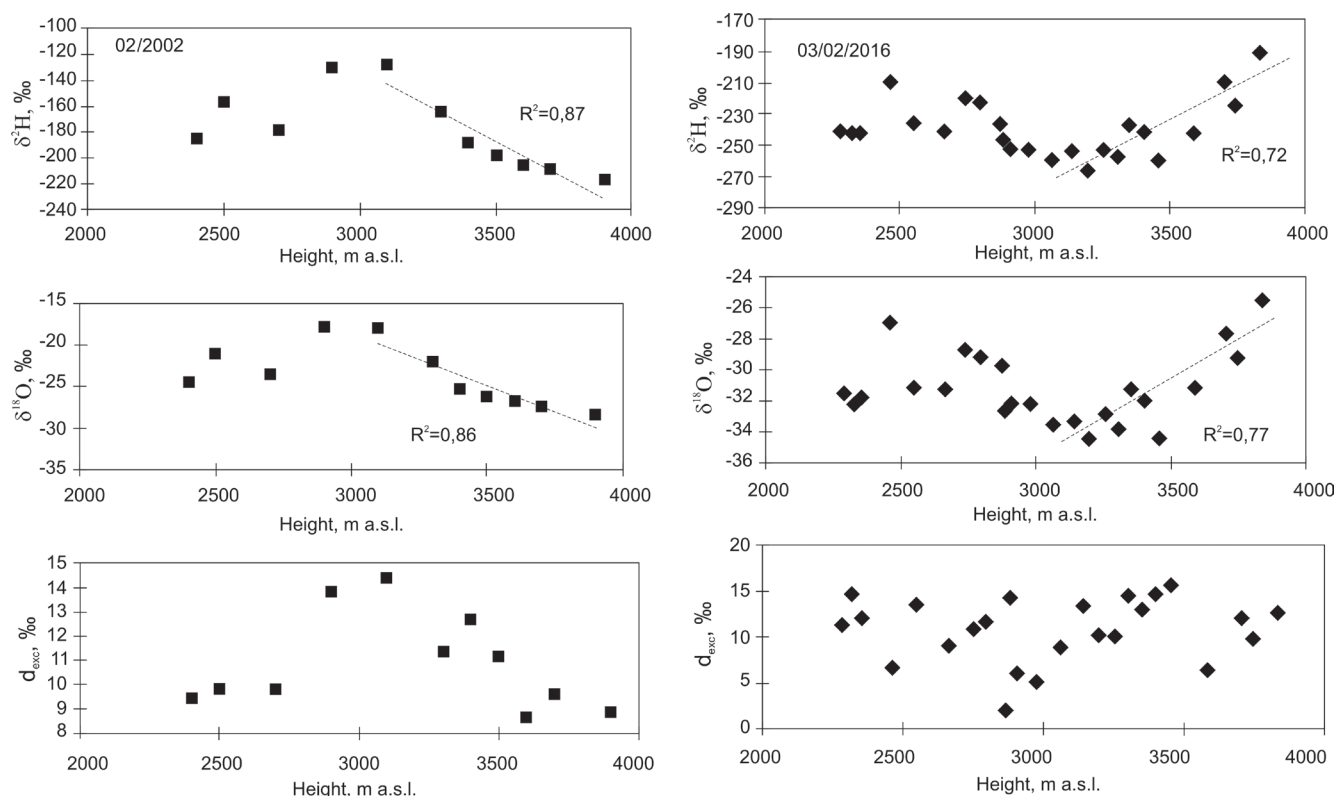 -100
-120
-140
-160
-180
-200
-220
-240
δ²H, ‰
02/2002
R²=0,87
2000 2500 3000 3500 4000
Height, m a.s.l.
-170
-190
-210
-230
-250
-270
-290
δ²H, ‰
03/02/2016
R²=0,72
2000 2500 3000 3500 4000
Height, m a.s.l.
-15
-20
-25
-30
-35
δ¹⁸O, ‰
R²=0,86
2000 2500 3000 3500 4000
Height, m a.s.l.
-24
-26
-28
-30
-32
-34
-36
δ¹⁸O, ‰
R²=0,77
2000 2500 3000 3500 4000
Height, m a.s.l.
15
14
13
12
11
10
9
8
dexc, ‰
2000 2500 3000 3500 4000
Height, m a.s.l.
20
15
10
5
0
dexc, ‰
2000 2500 3000 3500 4000
Height, m a.s.l.